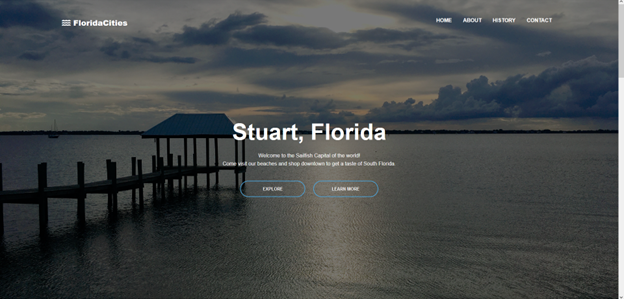 FloridaCities
HOME ABOUT HISTORY CONTACT
Stuart, Florida
Welcome to the Sailfish Capital of the world!
Come visit our beaches and shop downtown to get a taste of South Florida.
EXPLORE LEARN MORE